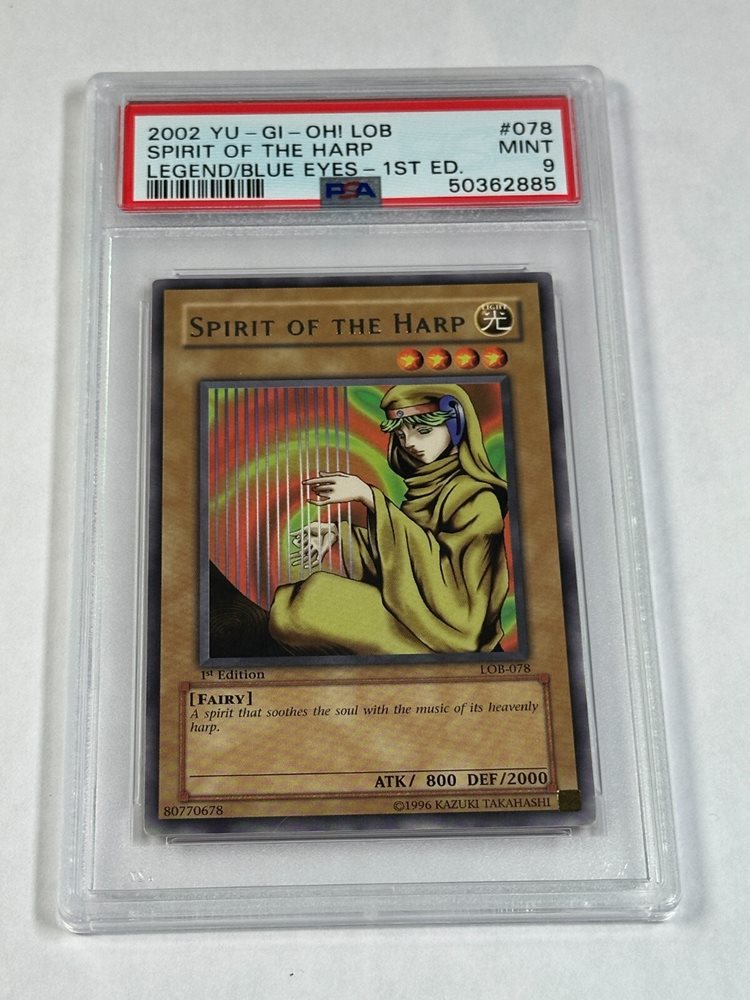 2002 YU-GI-OH! LOB #078
SPIRIT OF THE HARP MINT
LEGEND/BLUE EYES-1ST ED. 9
PSA 50362885
SPIRIT OF THE HARP
LIGHT
光
1st Edition LOB-078
[FAIRY]
A spirit that soothes the soul with the music of its heavenly
harp.
ATK/ 800 DEF/2000
80770678 ©1996 KAZUKI TAKAHASHI